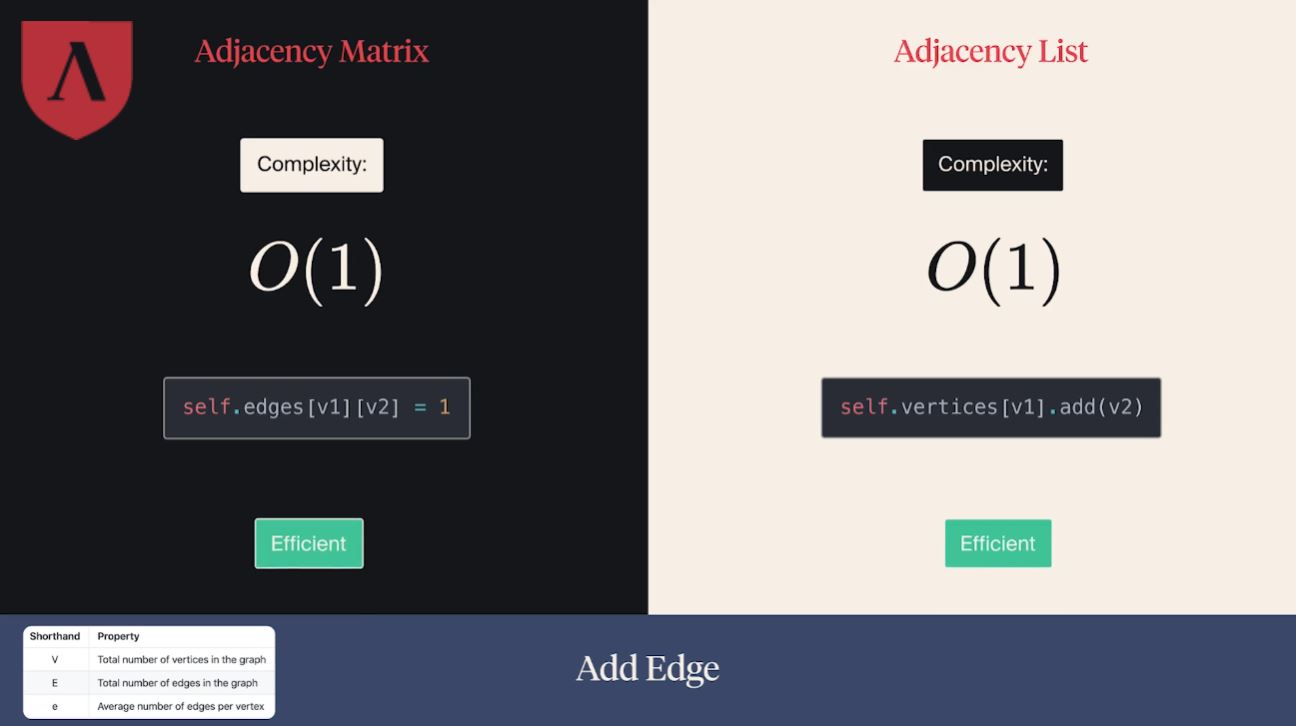 Adjacency Matrix
Complexity:
O(1)
self.edges[v1][v2] = 1
Efficient
Adjacency List
Complexity:
O(1)
self.vertices[v1].add(v2)
Efficient
Shorthand Property
V Total number of vertices in the graph
E Total number of edges in the graph
e Average number of edges per vertex
Add Edge